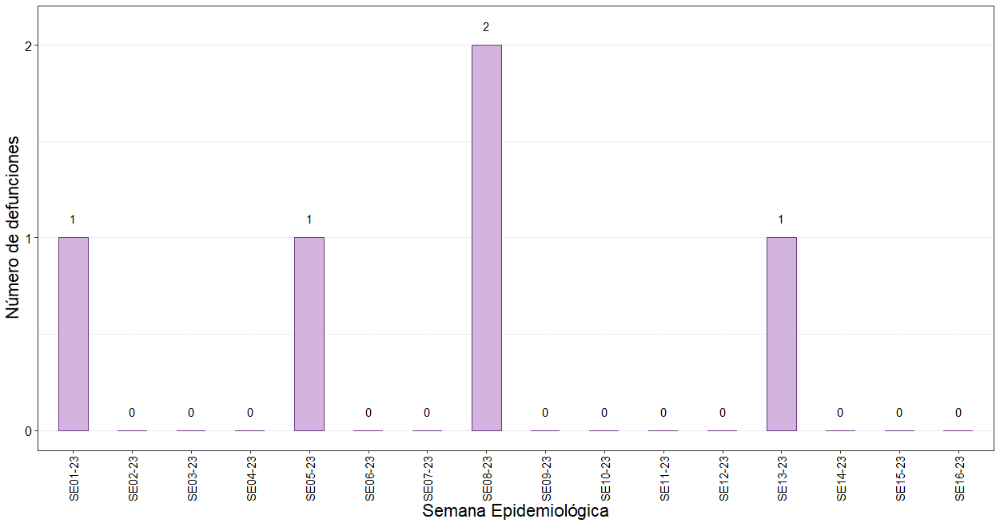 Número de defunciones
2
1
0
1
0
0
0
1
0
0
2
0
0
0
0
1
0
0
0
SE01-23
SE02-23
SE03-23
SE04-23
SE05-23
SE06-23
SE07-23
SE08-23
SE09-23
SE10-23
SE11-23
SE12-23
SE13-23
SE14-23
SE15-23
SE16-23
Semana Epidemiológica